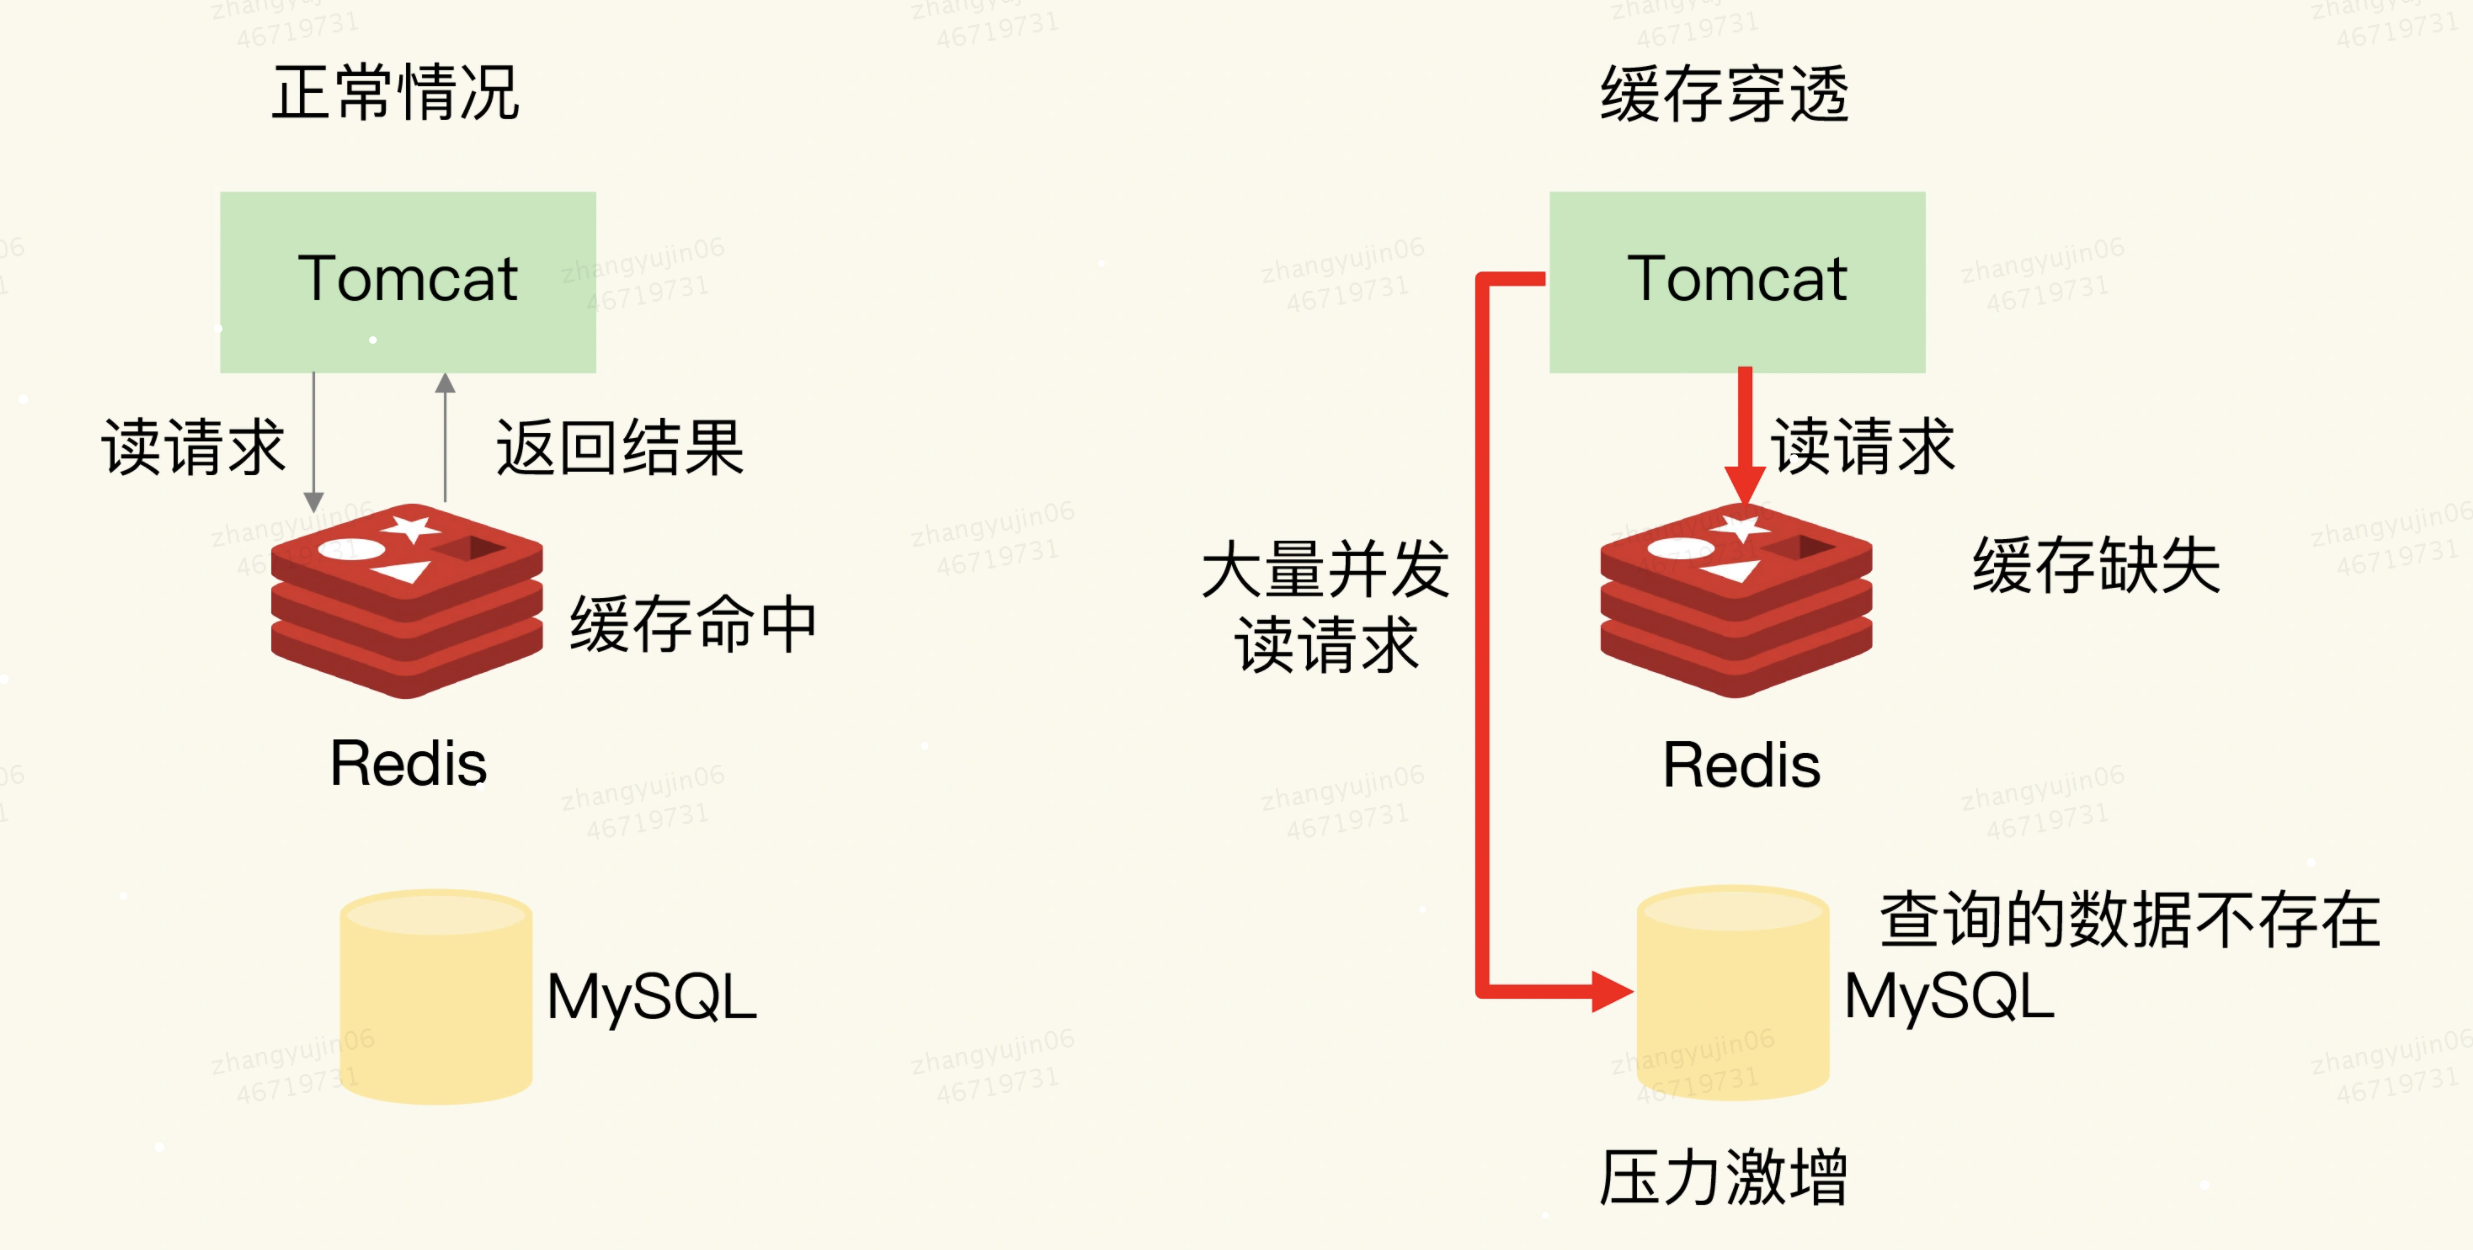 正常情况
Tomcat
读请求
返回结果
缓存命中
Redis
MySQL
缓存穿透
Tomcat
读请求
大量并发
读请求
缓存缺失
Redis
查询的数据不存在
MySQL
压力激增
zhangyujin06
46719731